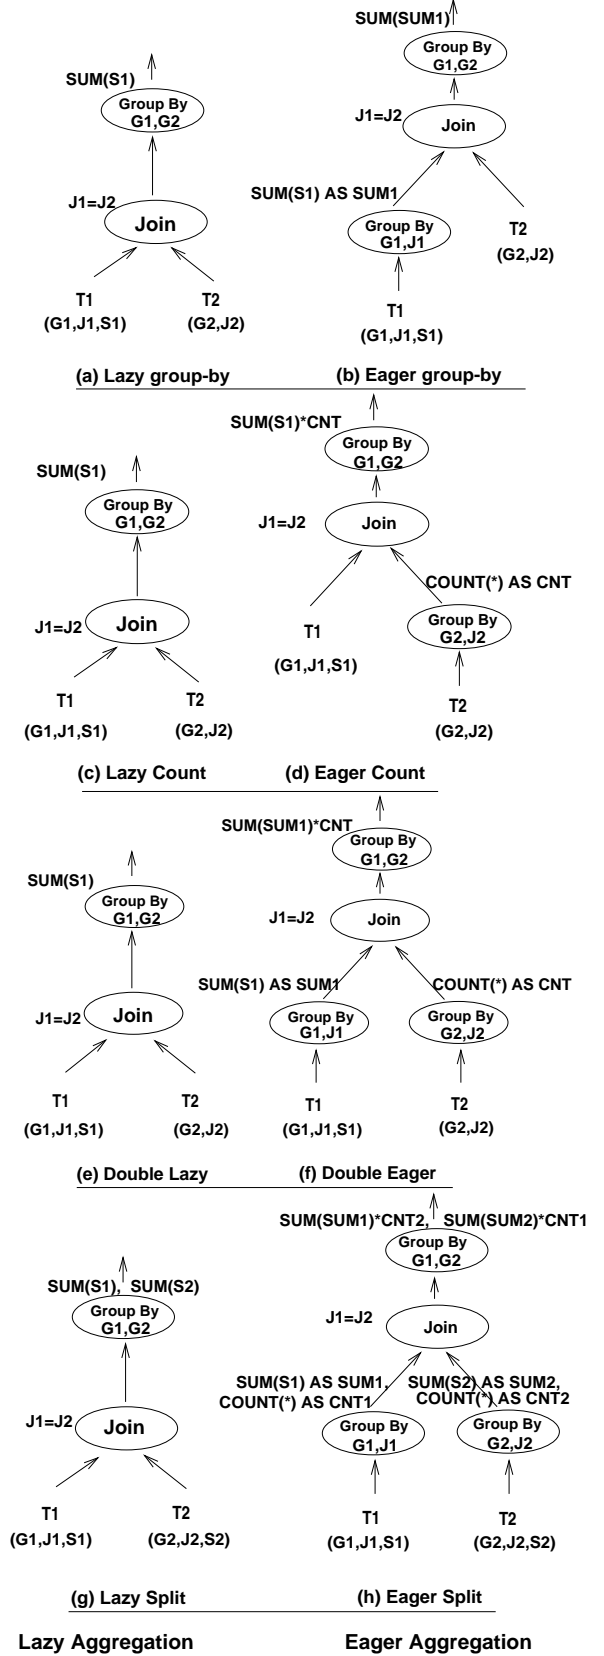 SUM(S1)
Group By
G1,G2
J1=J2
Join
T1
(G1,J1,S1)
T2
(G2,J2)
(a) Lazy group-by
SUM(SUM1)
Group By
G1,G2
J1=J2
Join
SUM(S1) AS SUM1
Group By
G1,J1
T1
(G1,J1,S1)
T2
(G2,J2)
(b) Eager group-by
SUM(S1)
Group By
G1,G2
J1=J2
Join
T1
(G1,J1,S1)
T2
(G2,J2)
(c) Lazy Count
SUM(S1)*CNT
Group By
G1,G2
J1=J2
Join
COUNT(*) AS CNT
T1
(G1,J1,S1)
Group By
G2,J2
T2
(G2,J2)
(d) Eager Count
SUM(S1)
Group By
G1,G2
J1=J2
Join
T1
(G1,J1,S1)
T2
(G2,J2)
(e) Double Lazy
SUM(SUM1)*CNT
Group By
G1,G2
J1=J2
Join
SUM(S1) AS SUM1
COUNT(*) AS CNT
Group By
G1,J1
Group By
G2,J2
T1
(G1,J1,S1)
T2
(G2,J2)
(f) Double Eager
SUM(S1), SUM(S2)
Group By
G1,G2
J1=J2
Join
T1
(G1,J1,S1)
T2
(G2,J2,S2)
(g) Lazy Split
SUM(SUM1)*CNT2, SUM(SUM2)*CNT1
Group By
G1,G2
J1=J2
Join
SUM(S1) AS SUM1,
COUNT(*) AS CNT1
SUM(S2) AS SUM2,
COUNT(*) AS CNT2
Group By
G1,J1
Group By
G2,J2
T1
(G1,J1,S1)
T2
(G2,J2,S2)
(h) Eager Split
Lazy Aggregation
Eager Aggregation